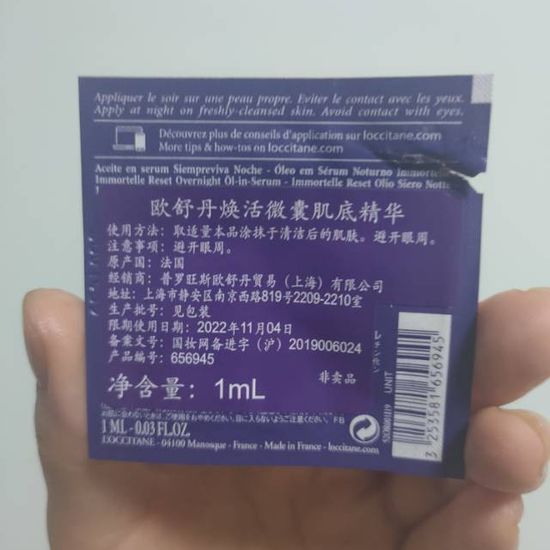 Appliquer le soir sur une peau propre. Eviter le contact avec les yeux.
Apply at night on freshly-cleansed skin. Avoid contact with eyes.
Découvrez plus de conseils d'application sur loccitane.com
More tips & how-tos on loccitane.com
Aceite en serum Siempreviva Noche - Óleo em Sérum Noturno Immortelle
Immortelle Reset Overnight Öl-in-Serum - Immortelle Reset Olio Siero Notte
欧舒丹焕活微囊肌底精华
使用方法：取适量本品涂抹于清洁后的肌肤。避开眼周。
注意事项：避开眼周。
原产国：法国
经销商：普罗旺斯欧舒丹贸易（上海）有限公司
地址：上海市静安区南京西路819号2209-2210室
生产批号：见包装
限期使用日期：2022年11月04日
备案文号：国妆网备进字（沪）2019006024
产品编号：656945
非卖品
净含量：1mL
1 ML - 0.03 FL.OZ.
L'OCCITANE - 04100 Manosque - France - Made in France - loccitane.com
UNIT
3 253581 656945